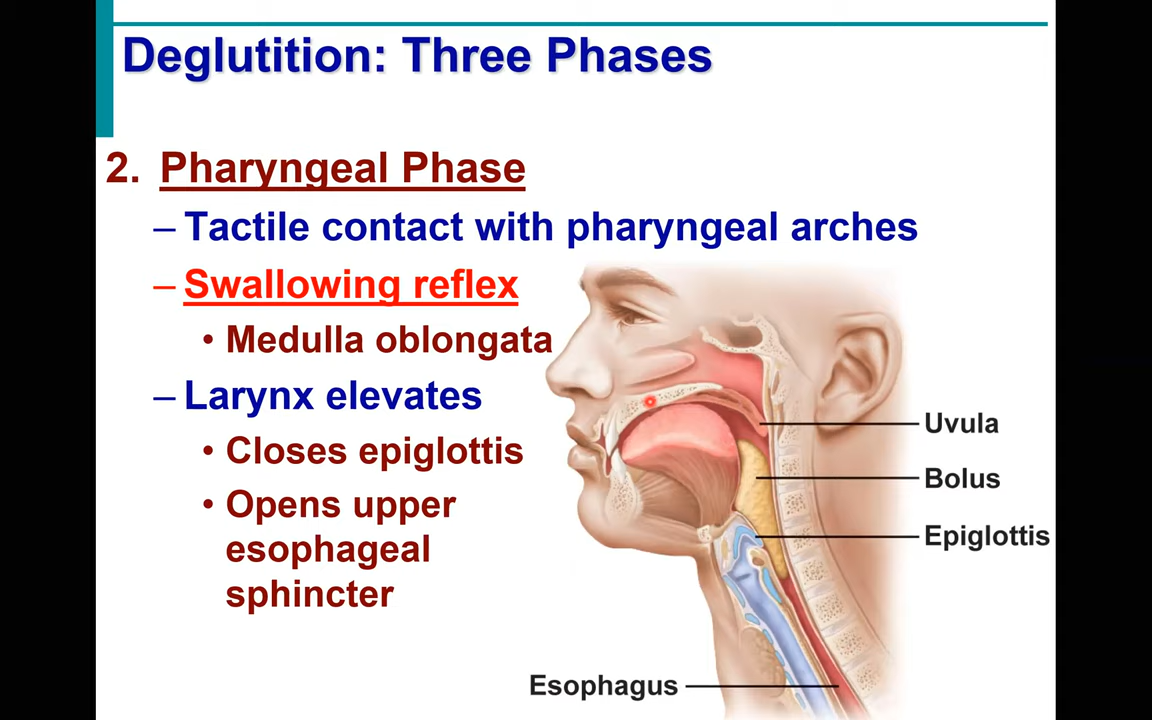 Deglutition: Three Phases
2. Pharyngeal Phase
– Tactile contact with pharyngeal arches
– Swallowing reflex
• Medulla oblongata
– Larynx elevates
• Closes epiglottis
• Opens upper
esophageal
sphincter
Uvula
Bolus
Epiglottis
Esophagus